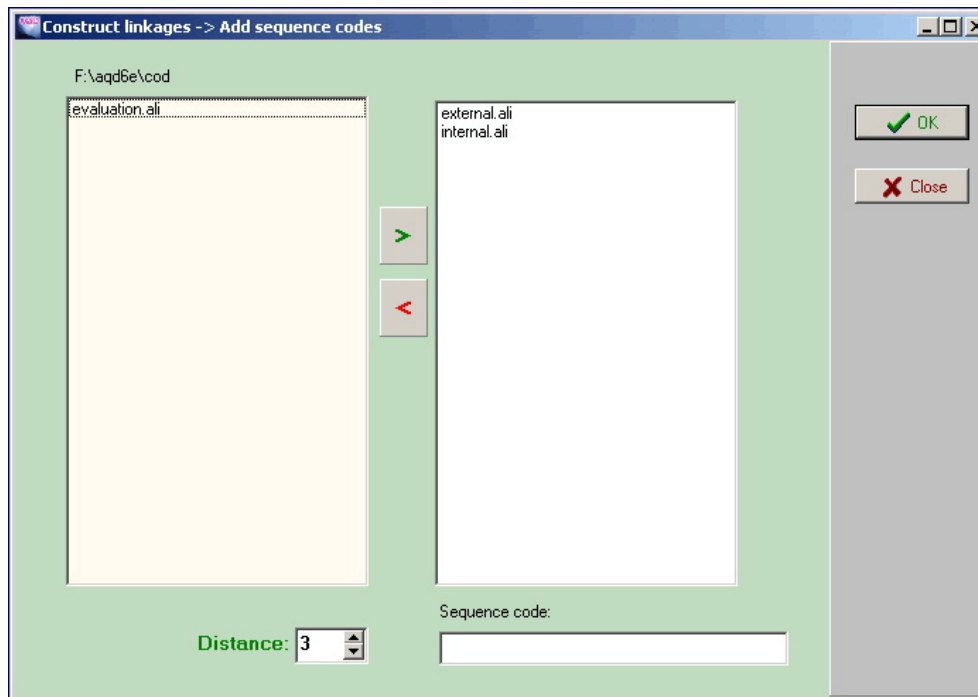 Construct linkages -> Add sequence codes
F:\aqd6e\cod
evaluation.ali
external.ali
internal.ali
OK
Close
>
<
Sequence code:
Distance: 3